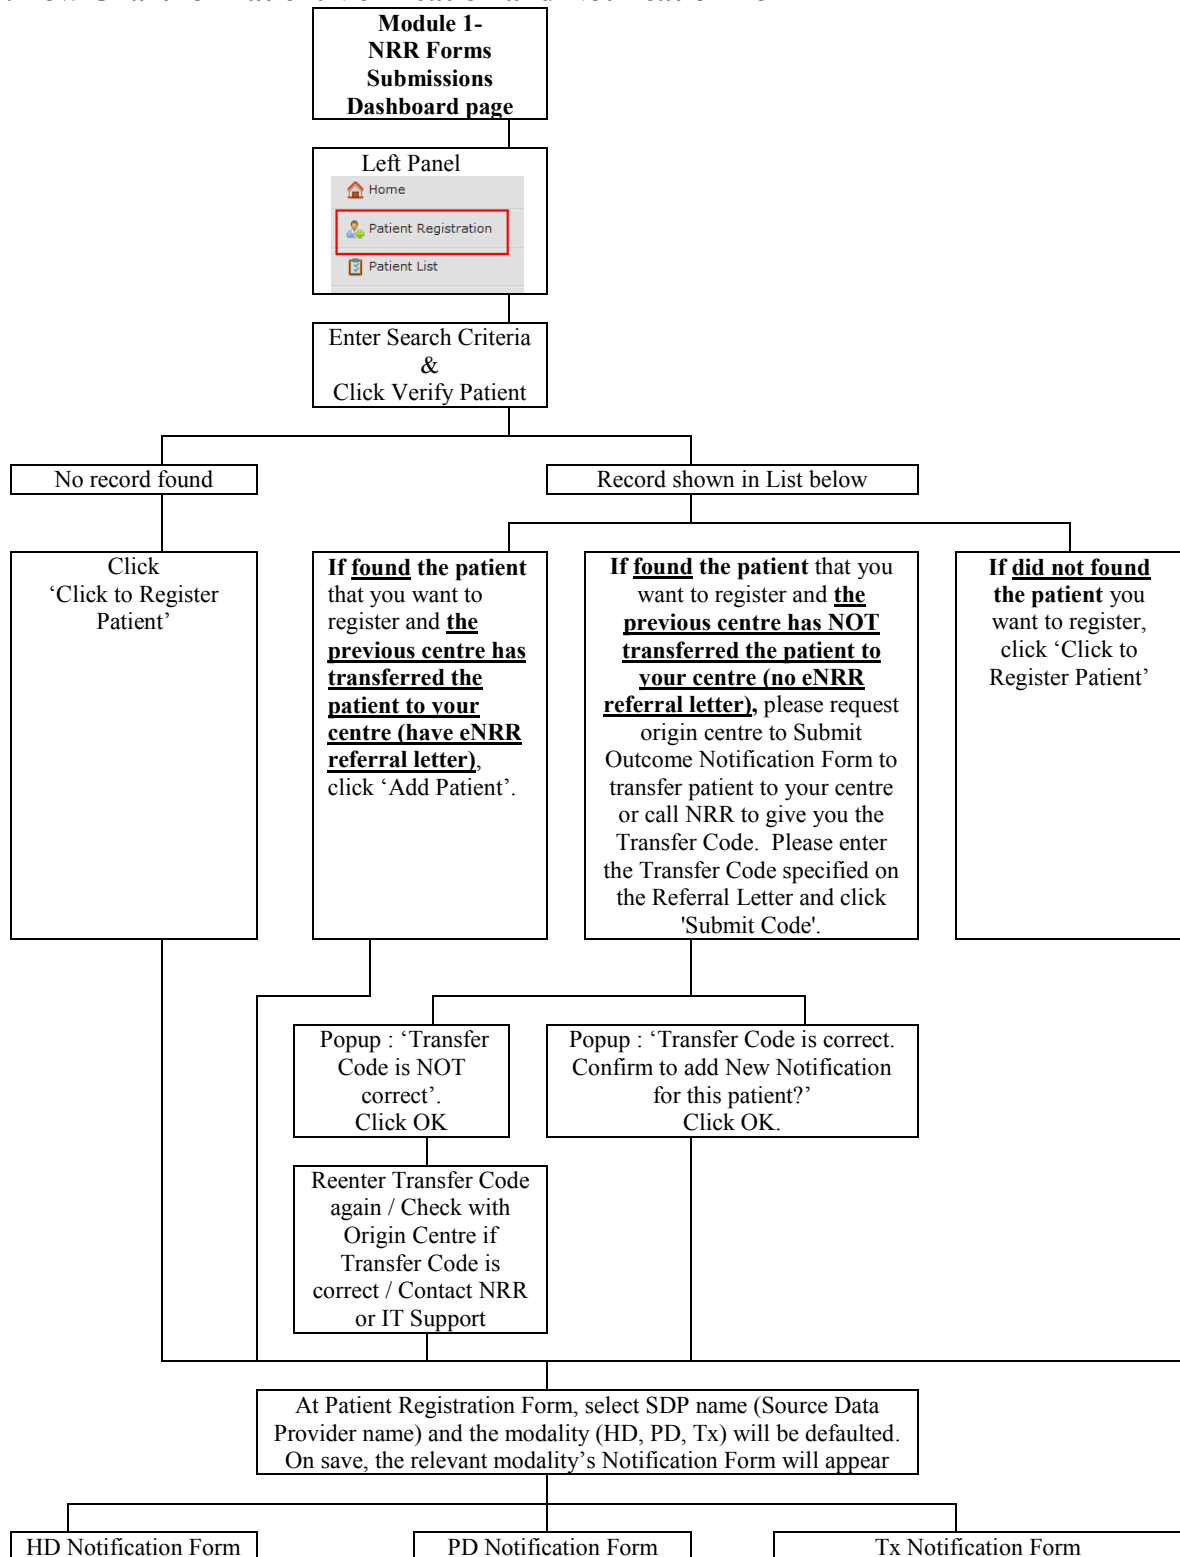 Module 1-
NRR Forms
Submissions
Dashboard page
Left Panel
Home
Patient Registration
Patient List
Enter Search Criteria
&
Click Verify Patient
No record found
Record shown in List below
Click
‘Click to Register
Patient’
If found the patient
that you want to
register and the
previous centre has
transferred the
patient to your
centre (have eNRR
referral letter),
click ‘Add Patient’.
If found the patient that you
want to register and the
previous centre has NOT
transferred the patient to
your centre (no eNRR
referral letter), please request
origin centre to Submit
Outcome Notification Form to
transfer patient to your centre
or call NRR to give you the
Transfer Code. Please enter
the Transfer Code specified on
the Referral Letter and click
'Submit Code'.
If did not found
the patient you
want to register,
click ‘Click to
Register Patient’
Popup : ‘Transfer
Code is NOT
correct’.
Click OK
Popup : ‘Transfer Code is correct.
Confirm to add New Notification
for this patient?’
Click OK.
Reenter Transfer Code
again / Check with
Origin Centre if
Transfer Code is
correct / Contact NRR
or IT Support
At Patient Registration Form, select SDP name (Source Data
Provider name) and the modality (HD, PD, Tx) will be defaulted.
On save, the relevant modality’s Notification Form will appear
HD Notification Form
PD Notification Form
Tx Notification Form